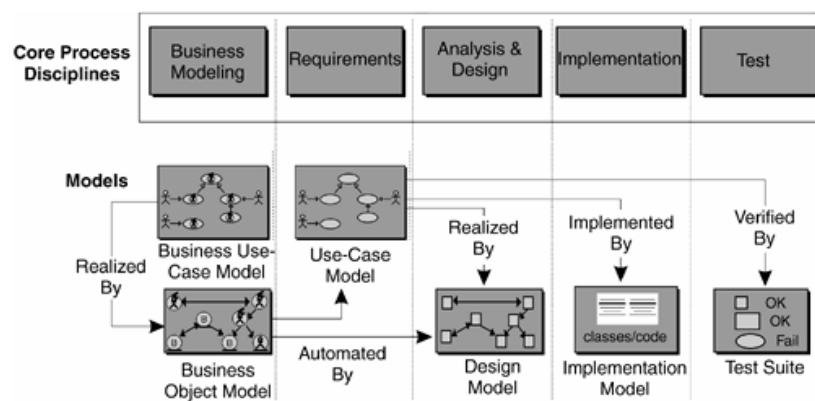 Core Process
Disciplines
Business
Modeling
Requirements
Analysis &
Design
Implementation
Test
Models
Business Use-
Case Model
Use-Case
Model
Realized
By
Realized
By
Implemented
By
Verified
By
Business
Object Model
Automated
By
Design
Model
classes/code
Implementation
Model
OK
OK
Fail
Test Suite